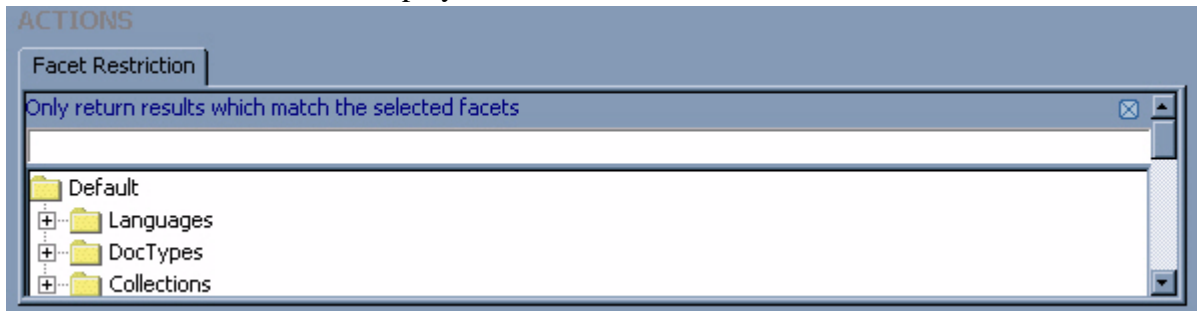 ACTIONS
Facet Restriction
Only return results which match the selected facets
Default
Languages
DocTypes
Collections